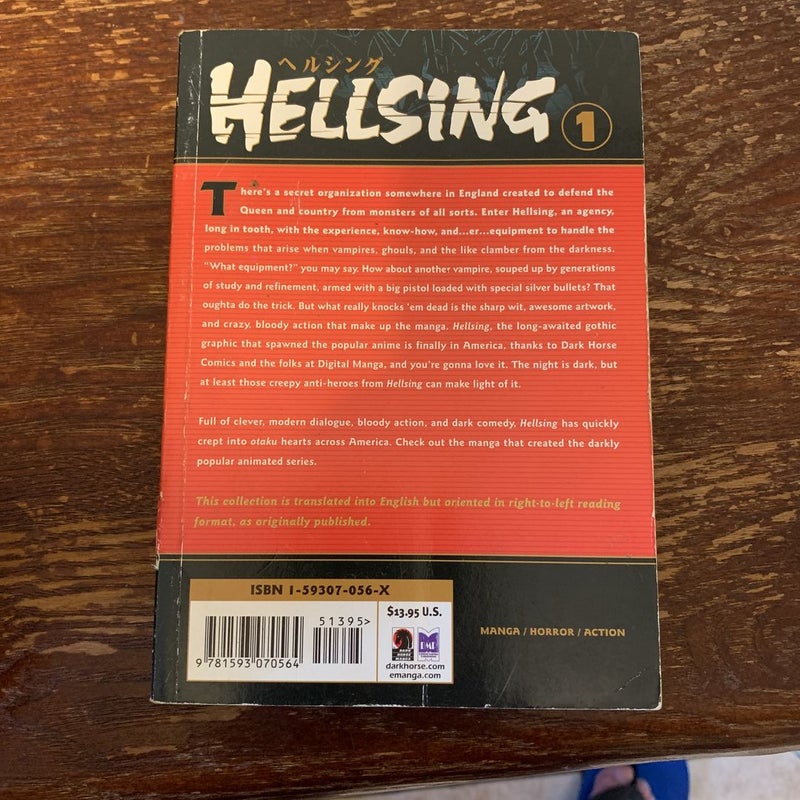 ヘルシング
HELLSING 1
There's a secret organization somewhere in England created to defend the
Queen and country from monsters of all sorts. Enter Hellsing, an agency,
long in tooth, with the experience, know-how, and...er...equipment to handle the
problems that arise when vampires, ghouls, and the like clamber from the darkness.
"What equipment?" you may say. How about another vampire, souped up by generations
of study and refinement, armed with a big pistol loaded with special silver bullets? That
oughta do the trick. But what really knocks 'em dead is the sharp wit, awesome artwork,
and crazy, bloody action that make up the manga. Hellsing, the long-awaited gothic
graphic that spawned the popular anime is finally in America, thanks to Dark Horse
Comics and the folks at Digital Manga, and you're gonna love it. The night is dark, but
at least those creepy anti-heroes from Hellsing can make light of it.
Full of clever, modern dialogue, bloody action, and dark comedy, Hellsing has quickly
crept into otaku hearts across America. Check out the manga that created the darkly
popular animated series.
This collection is translated into English but oriented in right-to-left reading
format, as originally published.
ISBN 1-59307-056-X
51395>
9 781593 070564
$13.95 U.S.
DARK HORSE MANGA
DMP
darkhorse.com
emanga.com
MANGA / HORROR / ACTION